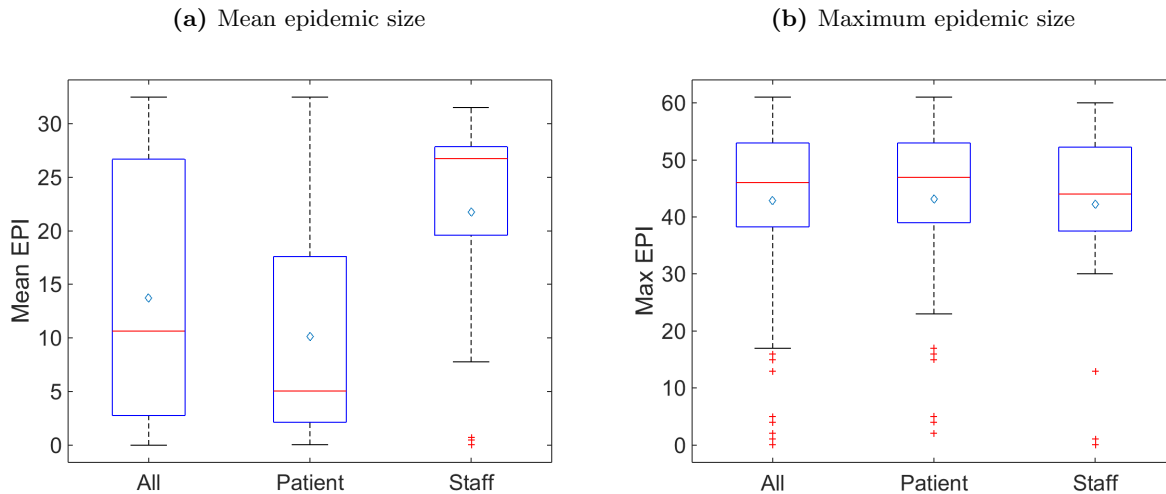 (a) Mean epidemic size
Mean EPI
30
25
20
15
10
5
0
All Patient Staff
(b) Maximum epidemic size
Max EPI
60
50
40
30
20
10
0
All Patient Staff